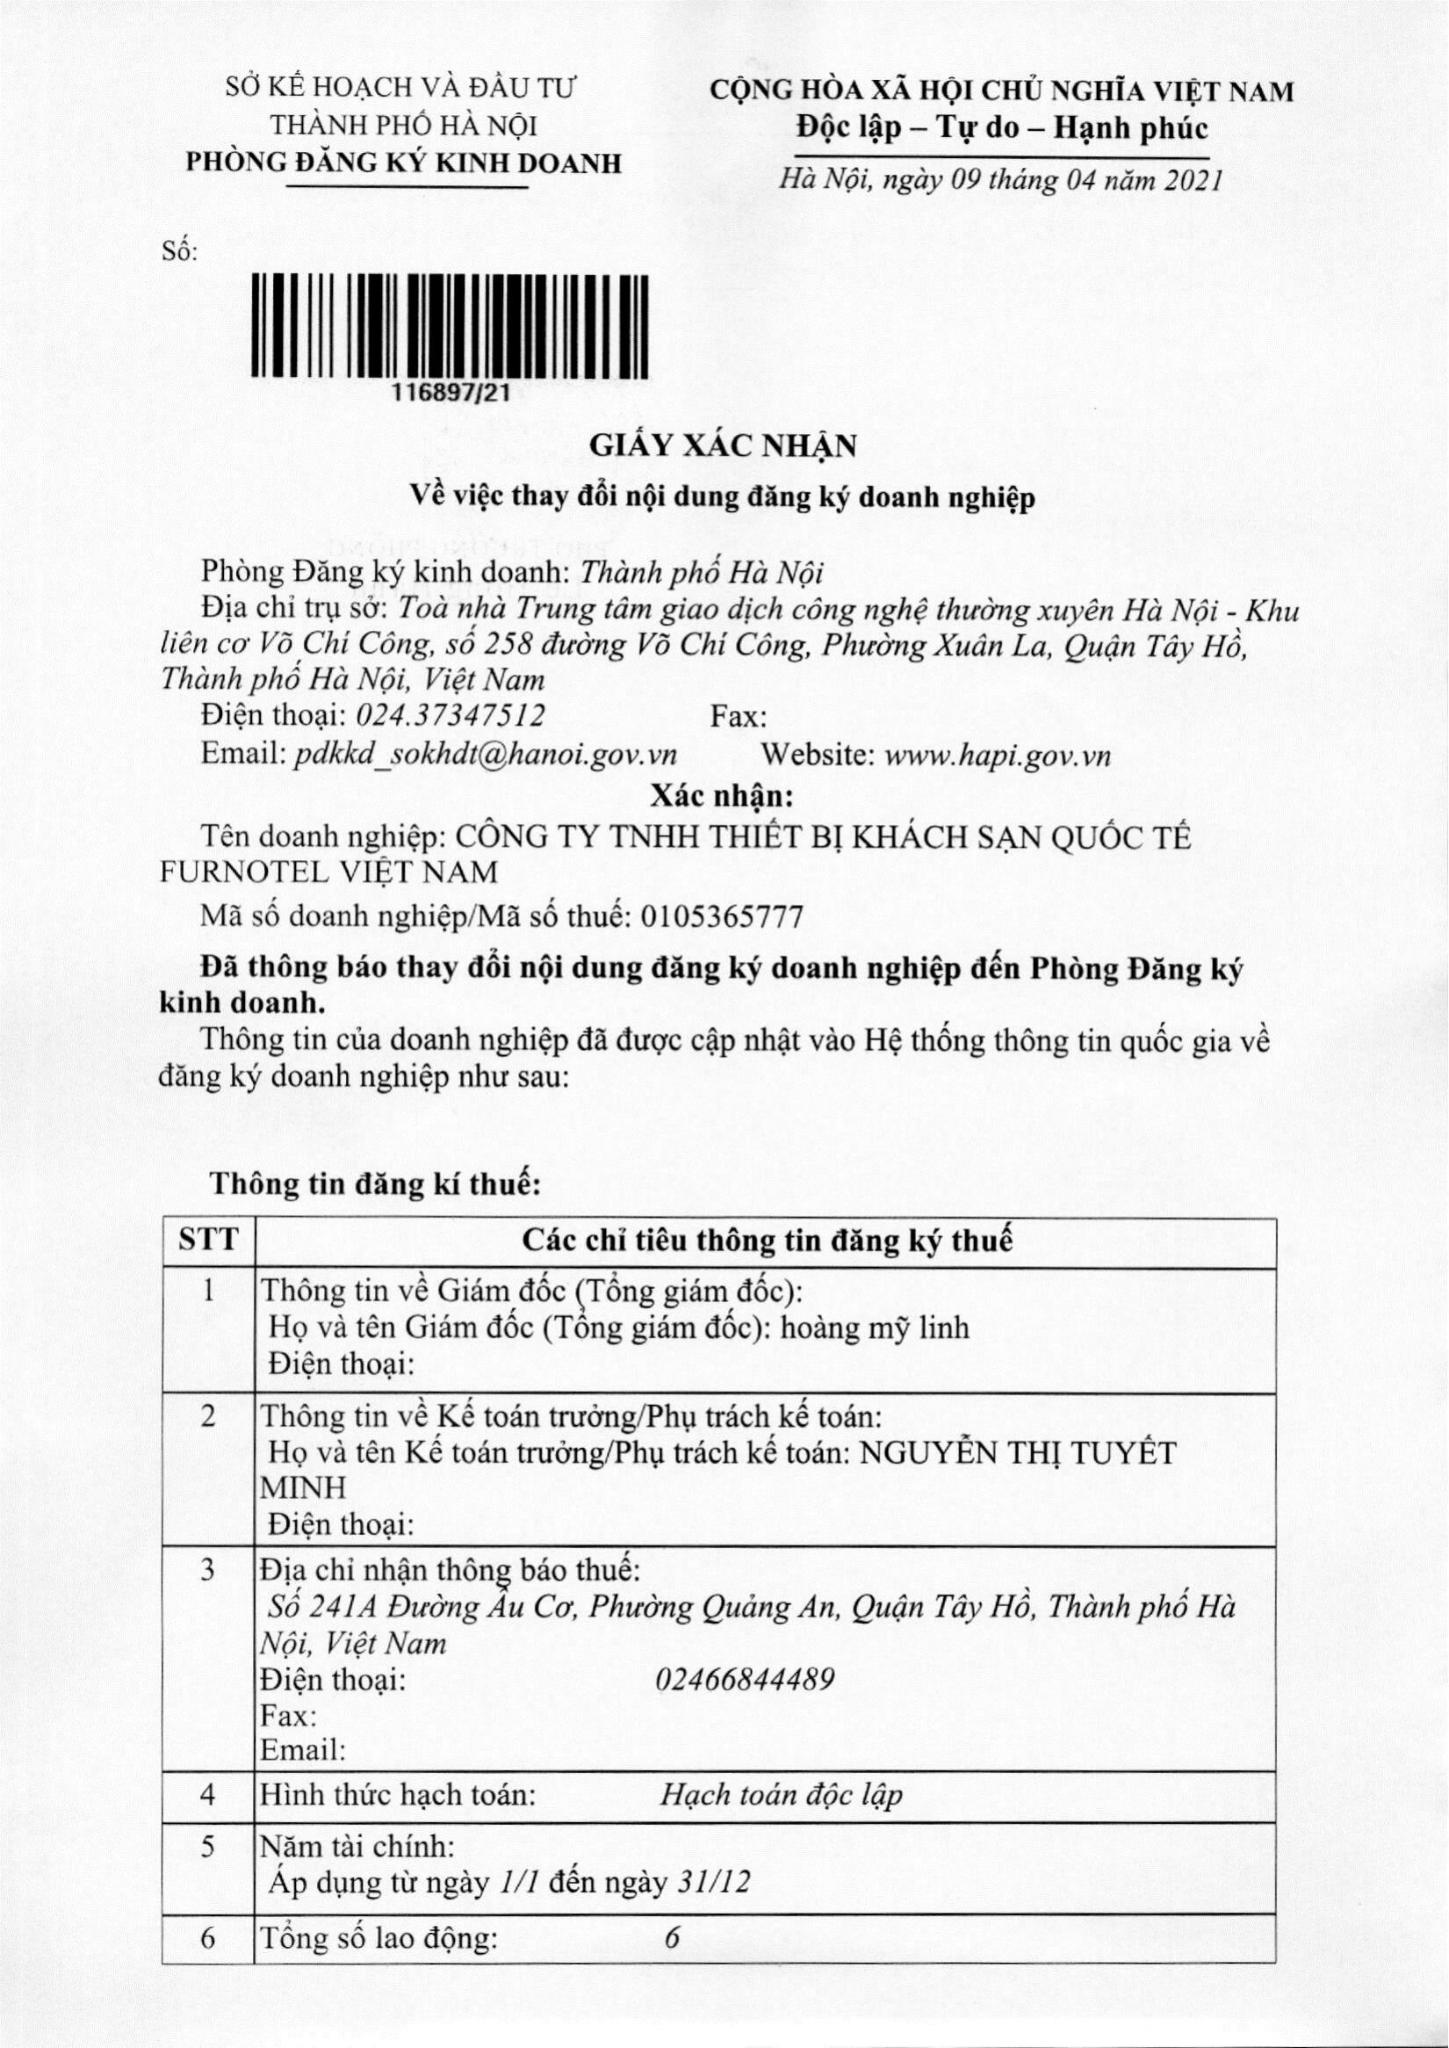 SỞ KẾ HOẠCH VÀ ĐẦU TƯ
THÀNH PHỐ HÀ NỘI
PHÒNG ĐĂNG KÝ KINH DOANH
CỘNG HÒA XÃ HỘI CHỦ NGHĨA VIỆT NAM
Độc lập – Tự do – Hạnh phúc
Hà Nội, ngày 09 tháng 04 năm 2021
Số:
116897/21
GIẤY XÁC NHẬN
Về việc thay đổi nội dung đăng ký doanh nghiệp
Phòng Đăng ký kinh doanh: Thành phố Hà Nội
Địa chỉ trụ sở: Toà nhà Trung tâm giao dịch công nghệ thường xuyên Hà Nội - Khu
liên cơ Võ Chí Công, số 258 đường Võ Chí Công, Phường Xuân La, Quận Tây Hồ,
Thành phố Hà Nội, Việt Nam
Điện thoại: 024.37347512 Fax:
Email: pdkkd_sokhdt@hanoi.gov.vn Website: www.hapi.gov.vn
Xác nhận:
Tên doanh nghiệp: CÔNG TY TNHH THIẾT BỊ KHÁCH SẠN QUỐC TẾ
FURNOTEL VIỆT NAM
Mã số doanh nghiệp/Mã số thuế: 0105365777
Đã thông báo thay đổi nội dung đăng ký doanh nghiệp đến Phòng Đăng ký
kinh doanh.
Thông tin của doanh nghiệp đã được cập nhật vào Hệ thống thông tin quốc gia về
đăng ký doanh nghiệp như sau:
Thông tin đăng kí thuế:
STT Các chỉ tiêu thông tin đăng ký thuế
1 Thông tin về Giám đốc (Tổng giám đốc):
Họ và tên Giám đốc (Tổng giám đốc): hoàng mỹ linh
Điện thoại:
2 Thông tin về Kế toán trưởng/Phụ trách kế toán:
Họ và tên Kế toán trưởng/Phụ trách kế toán: NGUYỄN THỊ TUYẾT
MINH
Điện thoại:
3 Địa chỉ nhận thông báo thuế:
Số 241A Đường Âu Cơ, Phường Quảng An, Quận Tây Hồ, Thành phố Hà
Nội, Việt Nam
Điện thoại: 02466844489
Fax:
Email:
4 Hình thức hạch toán: Hạch toán độc lập
5 Năm tài chính:
Áp dụng từ ngày 1/1 đến ngày 31/12
6 Tổng số lao động: 6